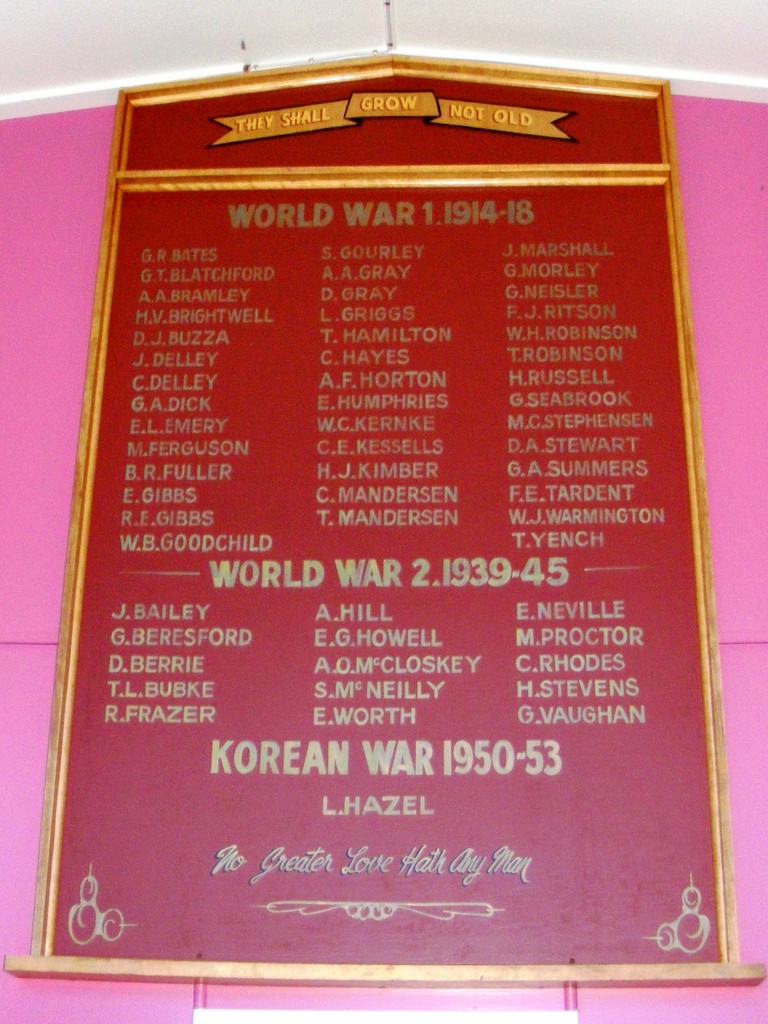 THEY SHALL GROW NOT OLD
WORLD WAR 1.1914-18
G.R.BATES S.GOURLEY J.MARSHALL
G.T.BLATCHFORD A.A.GRAY G.MORLEY
A.A.BRAMLEY D.GRAY G.NEISLER
H.V.BRIGHTWELL L.GRIGGS F.J.RITSON
D.J.BUZZA T.HAMILTON W.H.ROBINSON
J.DELLEY C.HAYES T.ROBINSON
C.DELLEY A.F.HORTON H.RUSSELL
G.A.DICK E.HUMPHRIES G.SEABROOK
E.L.EMERY W.C.KERNKE M.C.STEPHENSEN
M.FERGUSON C.E.KESSELLS D.A.STEWART
B.R.FULLER H.J.KIMBER G.A.SUMMERS
E.GIBBS C.MANDERSEN F.E.TARDENT
R.E.GIBBS T.MANDERSEN W.J.WARMINGTON
W.B.GOODCHILD T.YENCH
WORLD WAR 2.1939-45
J.BAILEY A.HILL E.NEVILLE
G.BERESFORD E.G.HOWELL M.PROCTOR
D.BERRIE A.O.McCLOSKEY C.RHODES
T.L.BUBKE S.McNEILLY H.STEVENS
R.FRAZER E.WORTH G.VAUGHAN
KOREAN WAR 1950-53
L.HAZEL
No Greater Love Hath Any Man